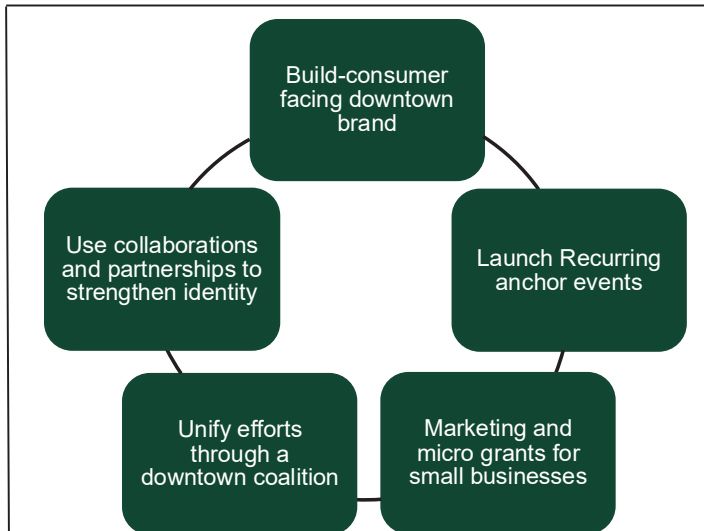 Build-consumer
facing downtown
brand
Launch Recurring
anchor events
Marketing and
micro grants for
small businesses
Unify efforts
through a
downtown coalition
Use collaborations
and partnerships to
strengthen identity